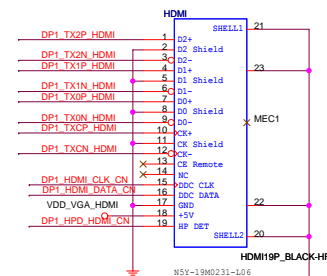 HDMI
DP1_TX2P_HDMI 1 D2+ SHELL1 21
2 D2 Shield
DP1_TX2N_HDMI 3 D2-
DP1_TX1P_HDMI 4 D1+ 23
5 D1 Shield
DP1_TX1N_HDMI 6 D1-
DP1_TX0P_HDMI 7 D0+
8 D0 Shield
DP1_TX0N_HDMI 9 D0- MEC1
DP1_TXCP_HDMI 10 CK+
11 CK Shield
DP1_TXCN_HDMI 12 CK-
13 CE Remote
14 NC
DP1_HDMI_CLK_CN 15 DDC CLK
DP1_HDMI_DATA_CN 16 DDC DATA
17 GND 22
VDD_VGA_HDMI 18 +5V
DP1_HPD_HDMI_CN 19 HP DET
SHELL2 20
HDMI19P_BLACK-HF
N5Y-19M0231-L06